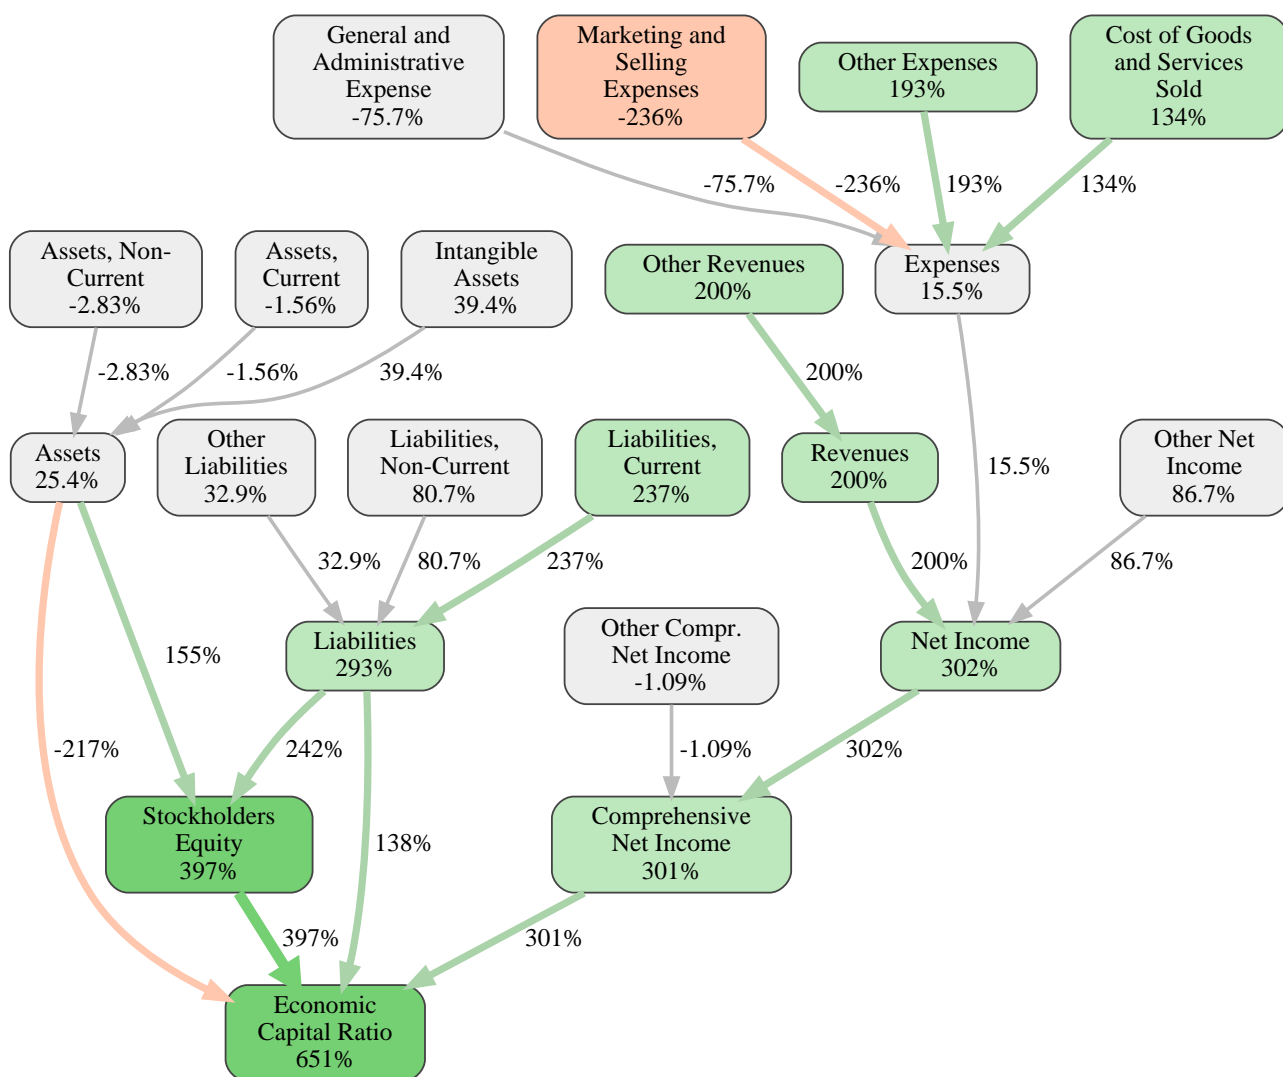 General and
Administrative
Expense
-75.7%
Marketing and
Selling
Expenses
-236%
Other Expenses
193%
Cost of Goods
and Services
Sold
134%
-75.7%
-236%
193%
134%
Assets, Non-
Current
-2.83%
Assets,
Current
-1.56%
Intangible
Assets
39.4%
Other Revenues
200%
Expenses
15.5%
-2.83%
-1.56%
39.4%
200%
Assets
25.4%
Other
Liabilities
32.9%
Liabilities,
Non-Current
80.7%
Liabilities,
Current
237%
Revenues
200%
15.5%
Other Net
Income
86.7%
32.9%
80.7%
237%
200%
86.7%
155%
Liabilities
293%
Other Compr.
Net Income
-1.09%
Net Income
302%
-217%
242%
-1.09%
302%
Stockholders
Equity
397%
138%
Comprehensive
Net Income
301%
397%
301%
Economic
Capital Ratio
651%